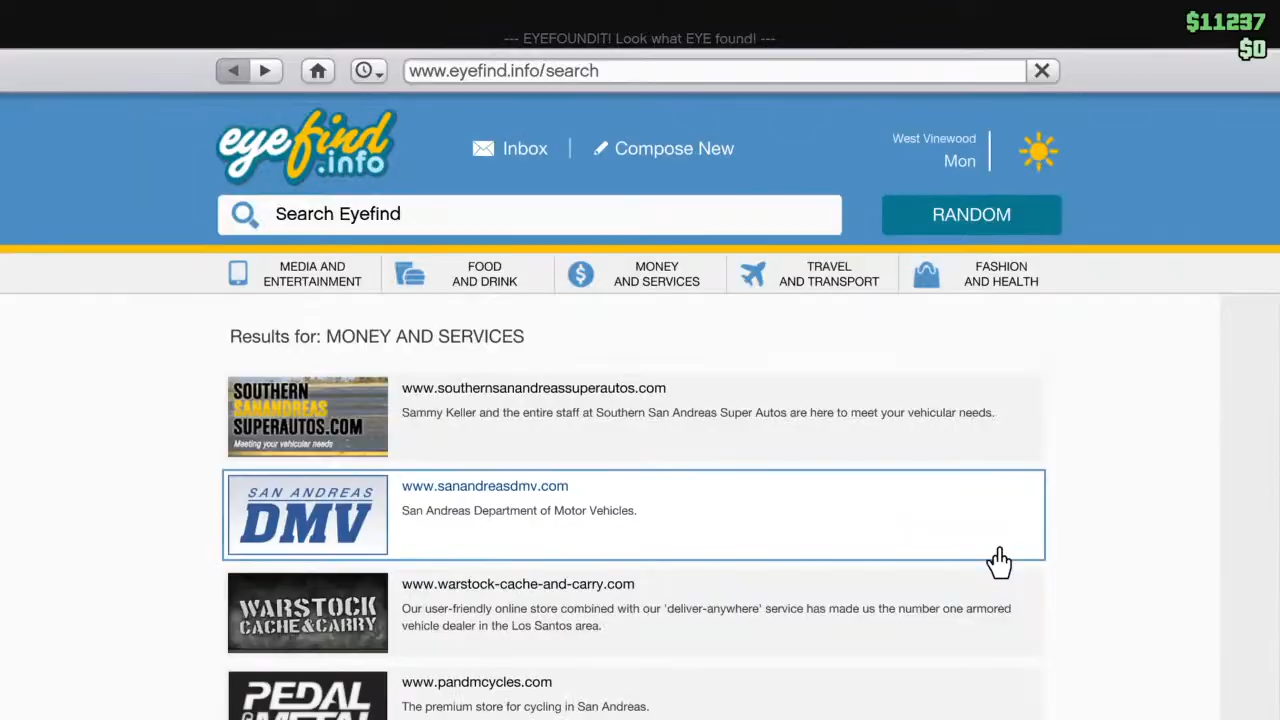 $11237
--- EYEFOUNDIT! Look what EYE found! ---
$0
www.eyefind.info/search
eyefind
.info
Inbox
Compose New
West Vinewood
Mon
Search Eyefind
RANDOM
MEDIA AND
ENTERTAINMENT
FOOD
AND DRINK
MONEY
AND SERVICES
TRAVEL
AND TRANSPORT
FASHION
AND HEALTH
Results for: MONEY AND SERVICES
SOUTHERN
SANANDREAS
SUPERAUTOS.COM
Meeting your vehicular needs
www.southernsanandreassuperautos.com
Sammy Keller and the entire staff at Southern San Andreas Super Autos are here to meet your vehicular needs.
SAN ANDREAS
DMV
www.sanandreasdmv.com
San Andreas Department of Motor Vehicles.
WARSTOCK
CACHE&CARRY
www.warstock-cache-and-carry.com
Our user-friendly online store combined with our 'deliver-anywhere' service has made us the number one armored
vehicle dealer in the Los Santos area.
PEDAL
& METAL
www.pandmcycles.com
The premium store for cycling in San Andreas.